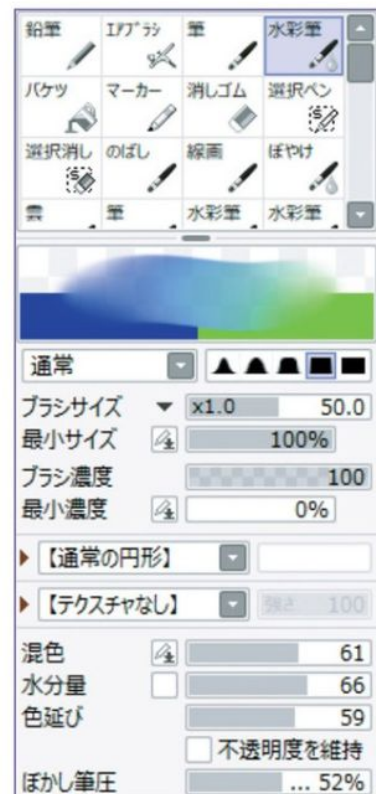 鉛筆 エアブラシ 筆 水彩筆
バケツ マーカー 消しゴム 選択ペン
選択消し のばし 線画 ぼやけ
雲 筆 水彩筆 水彩筆
通常
ブラシサイズ x1.0 50.0
最小サイズ 100%
ブラシ濃度 100
最小濃度 0%
【通常の円形】
【テクスチャなし】 強さ 100
混色 61
水分量 66
色延び 59
不透明度を維持
ぼかし筆圧 ... 52%